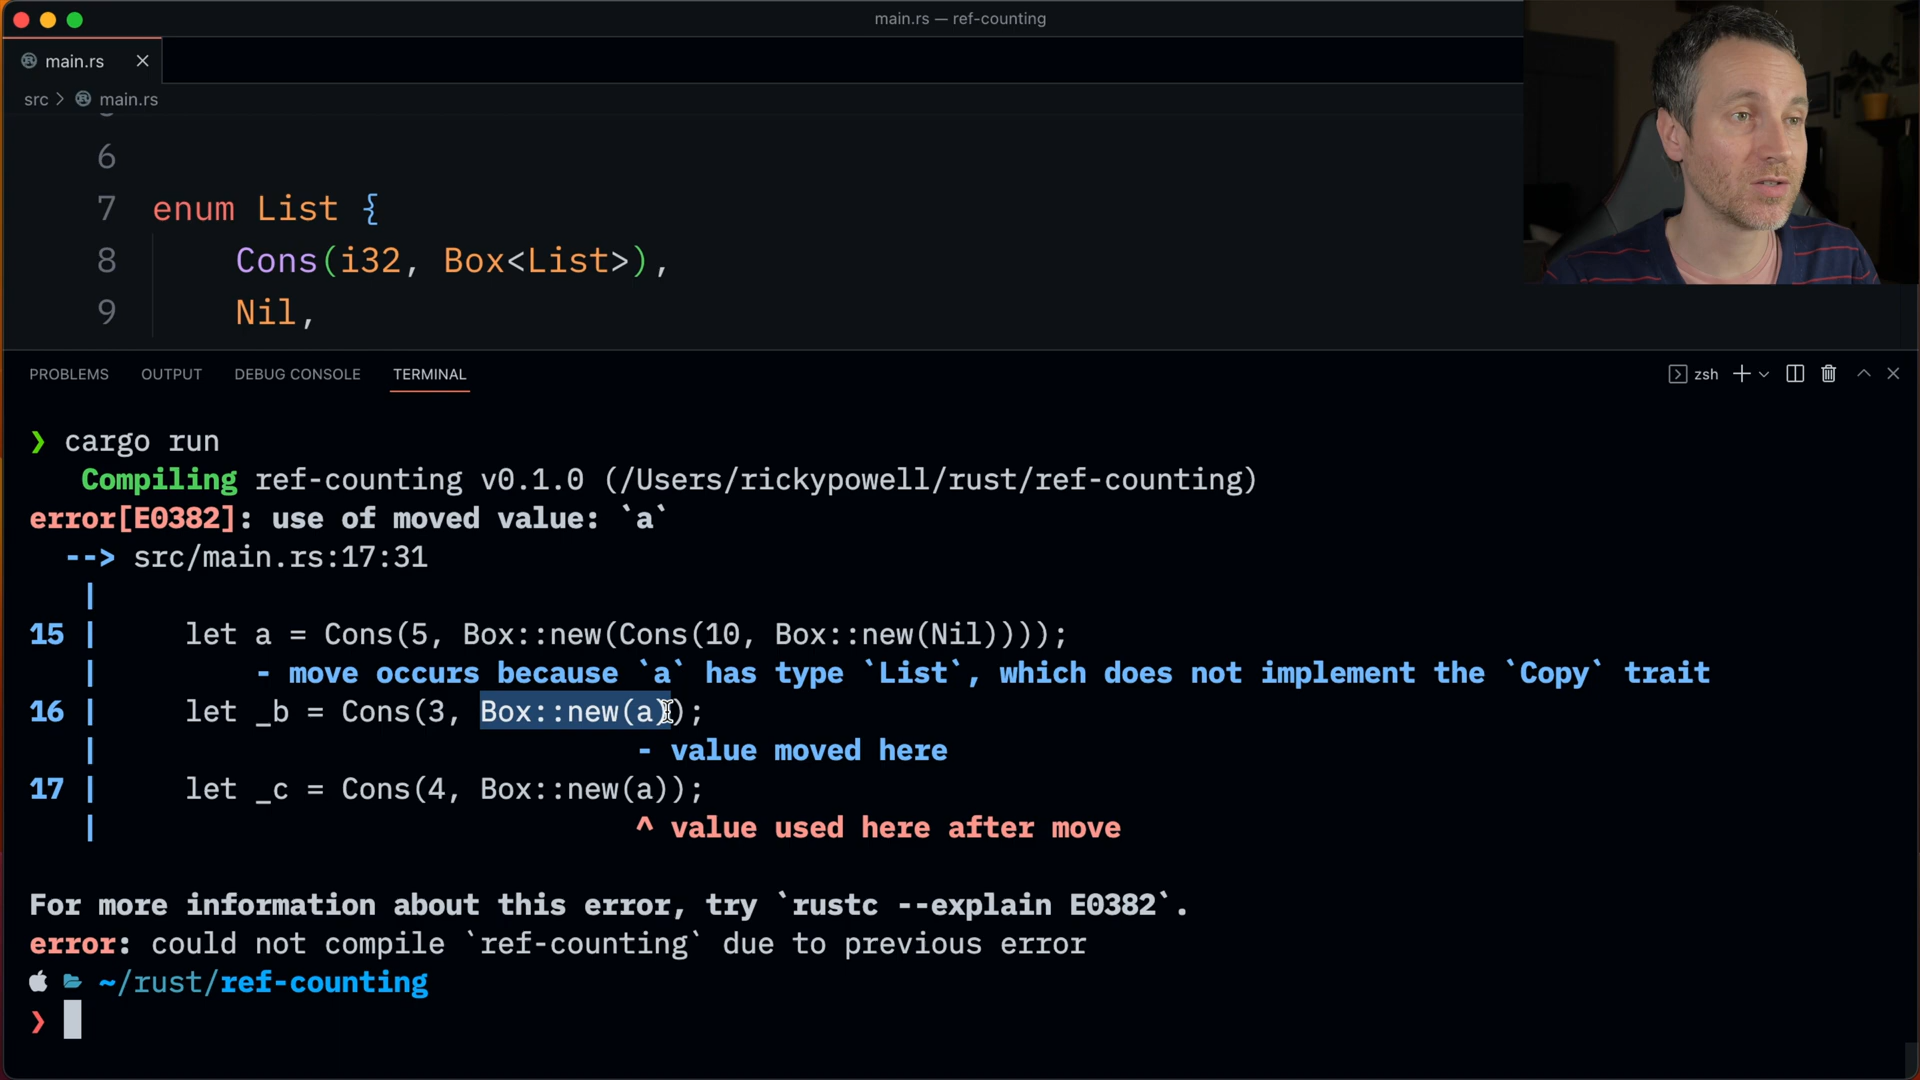 main.rs — ref-counting
main.rs
src > main.rs
6
7 enum List {
8 Cons(i32, Box<List>),
9 Nil,
PROBLEMS OUTPUT DEBUG CONSOLE TERMINAL zsh
❯ cargo run
Compiling ref-counting v0.1.0 (/Users/rickypowell/rust/ref-counting)
error[E0382]: use of moved value: `a`
--> src/main.rs:17:31
|
15 | let a = Cons(5, Box::new(Cons(10, Box::new(Nil))));
| - move occurs because `a` has type `List`, which does not implement the `Copy` trait
16 | let _b = Cons(3, Box::new(a));
| - value moved here
17 | let _c = Cons(4, Box::new(a));
| ^ value used here after move
For more information about this error, try `rustc --explain E0382`.
error: could not compile `ref-counting` due to previous error
~/rust/ref-counting
❯